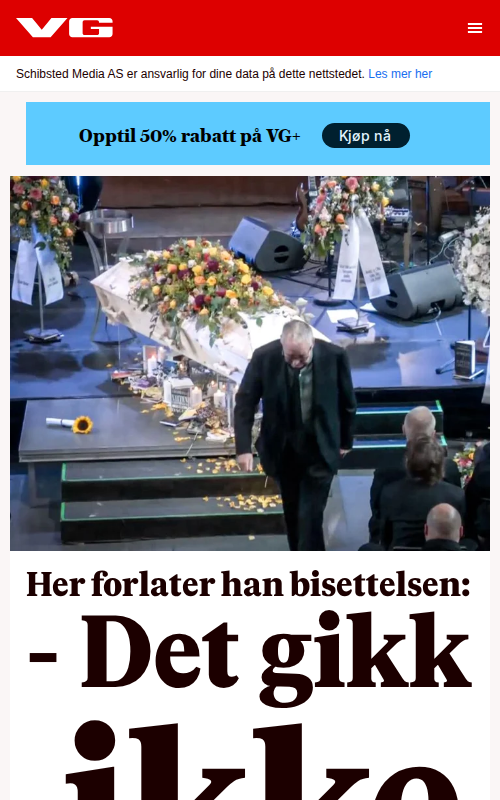 VG
Schibsted Media AS er ansvarlig for dine data på dette nettstedet. Les mer her
Opptil 50% rabatt på VG+ Kjøp nå
Her forlater han bisettelsen:
- Det gikk
ikke